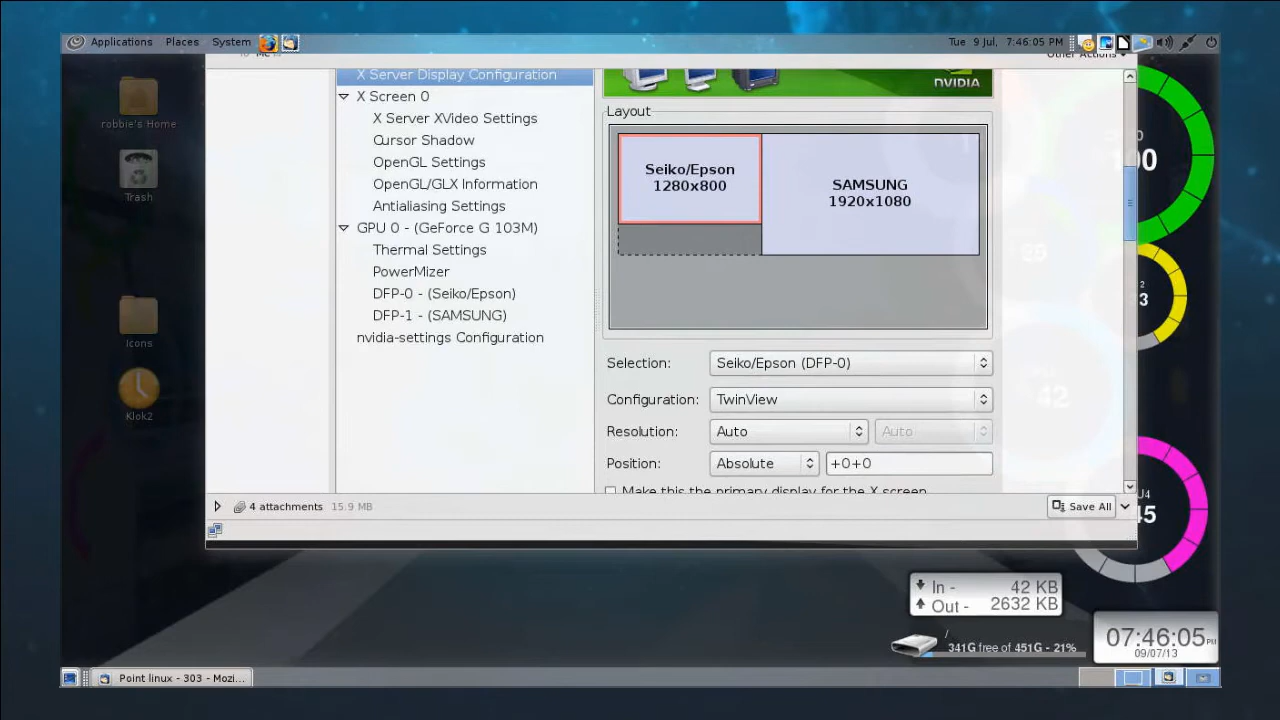 Applications Places System
Tue 9 Jul, 7:46:05 PM
Other Actions
robbie's Home
Trash
Icons
Klok2
X Server Display Configuration
X Screen 0
X Server XVideo Settings
Cursor Shadow
OpenGL Settings
OpenGL/GLX Information
Antialiasing Settings
GPU 0 - (GeForce G 103M)
Thermal Settings
PowerMizer
DFP-0 - (Seiko/Epson)
DFP-1 - (SAMSUNG)
nvidia-settings Configuration
NVIDIA
Layout
Seiko/Epson
1280x800
SAMSUNG
1920x1080
Selection: Seiko/Epson (DFP-0)
Configuration: TwinView
Resolution: Auto Auto
Position: Absolute +0+0
Make this the primary display for the X screen
4 attachments 15.9 MB
Save All
42
45
In - 42 KB
Out - 2632 KB
/
341G free of 451G - 21%
07:46:05 PM
09/07/13
Point linux - 303 - Mozi...